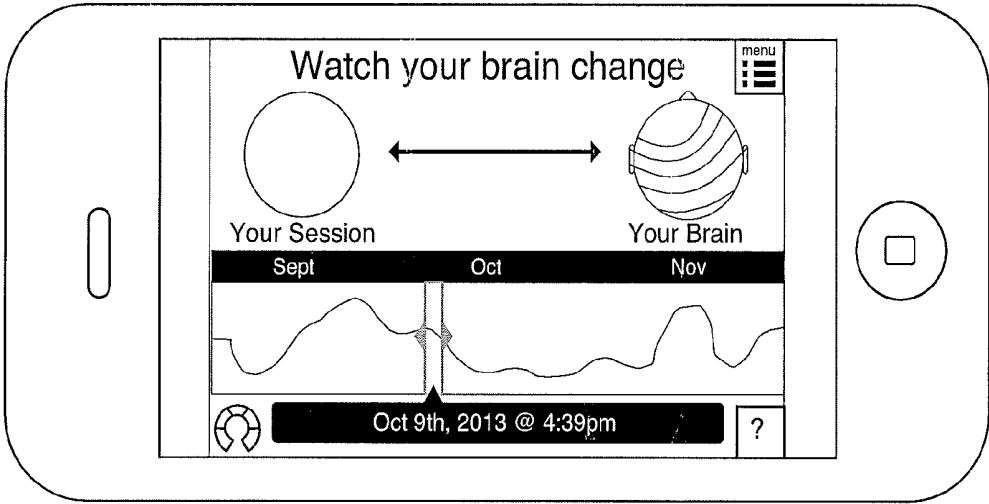 Watch your brain change
menu
Your Session
Your Brain
Sept Oct Nov
Oct 9th, 2013 @ 4:39pm
?